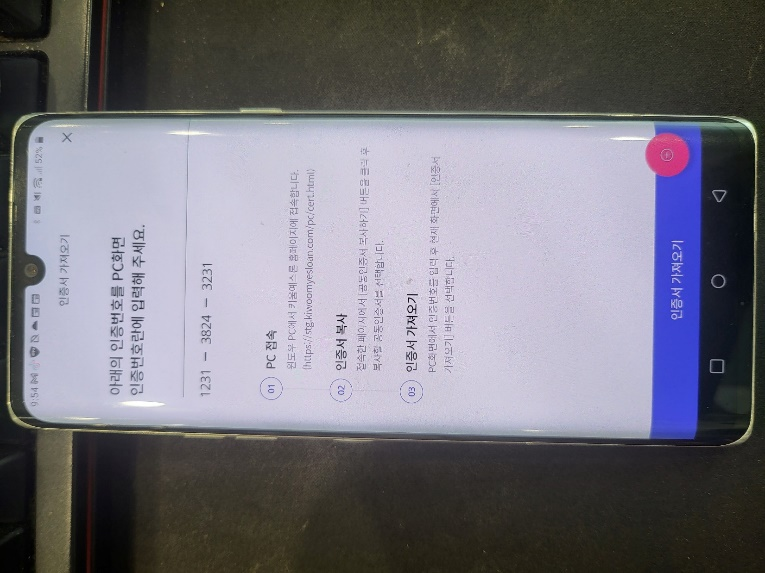 9:54
52%
인증서 가져오기
아래의 인증번호를 PC화면
인증번호란에 입력해 주세요.
1231 – 3824 – 3231
01 PC 접속
윈도우 PC에서 키움예스론 홈페이지에 접속합니다.
(https://stg.kiwoomyesloan.com/pc/cert.html)
02 인증서 복사
접속한 페이지에서 [공동인증서 복사하기] 버튼을 클릭 후
복사할 공동인증서를 선택합니다.
03 인증서 가져오기
PC화면에서 인증번호를 입력 후 현재 화면에서 [인증서
가져오기] 버튼을 선택합니다.
인증서 가져오기